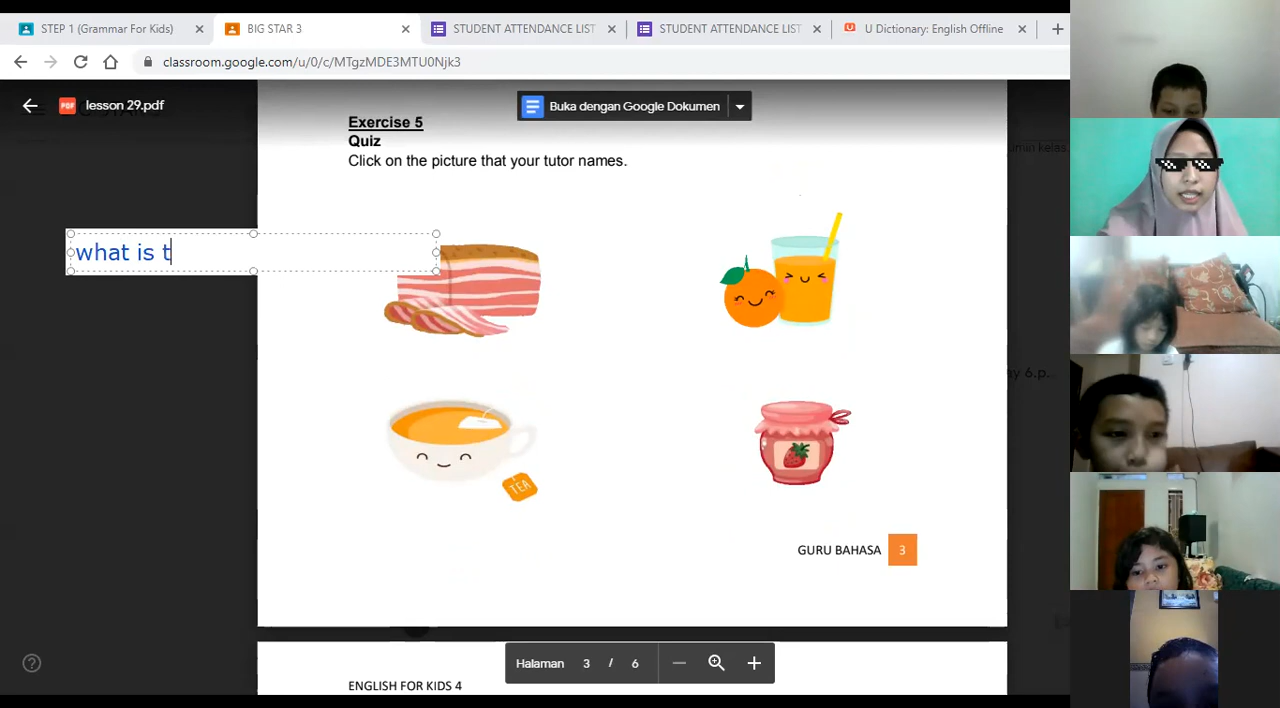 STEP 1 (Grammar For Kids)
BIG STAR 3
STUDENT ATTENDANCE LIST
STUDENT ATTENDANCE LIST
U Dictionary: English Offline
classroom.google.com/u/0/c/MTgzMDE3MTU0Njk3
PDF
lesson 29.pdf
Buka dengan Google Dokumen
Exercise 5
Quiz
Click on the picture that your tutor names.
what is t
TEA
GURU BAHASA 3
Halaman 3 / 6
ENGLISH FOR KIDS 4